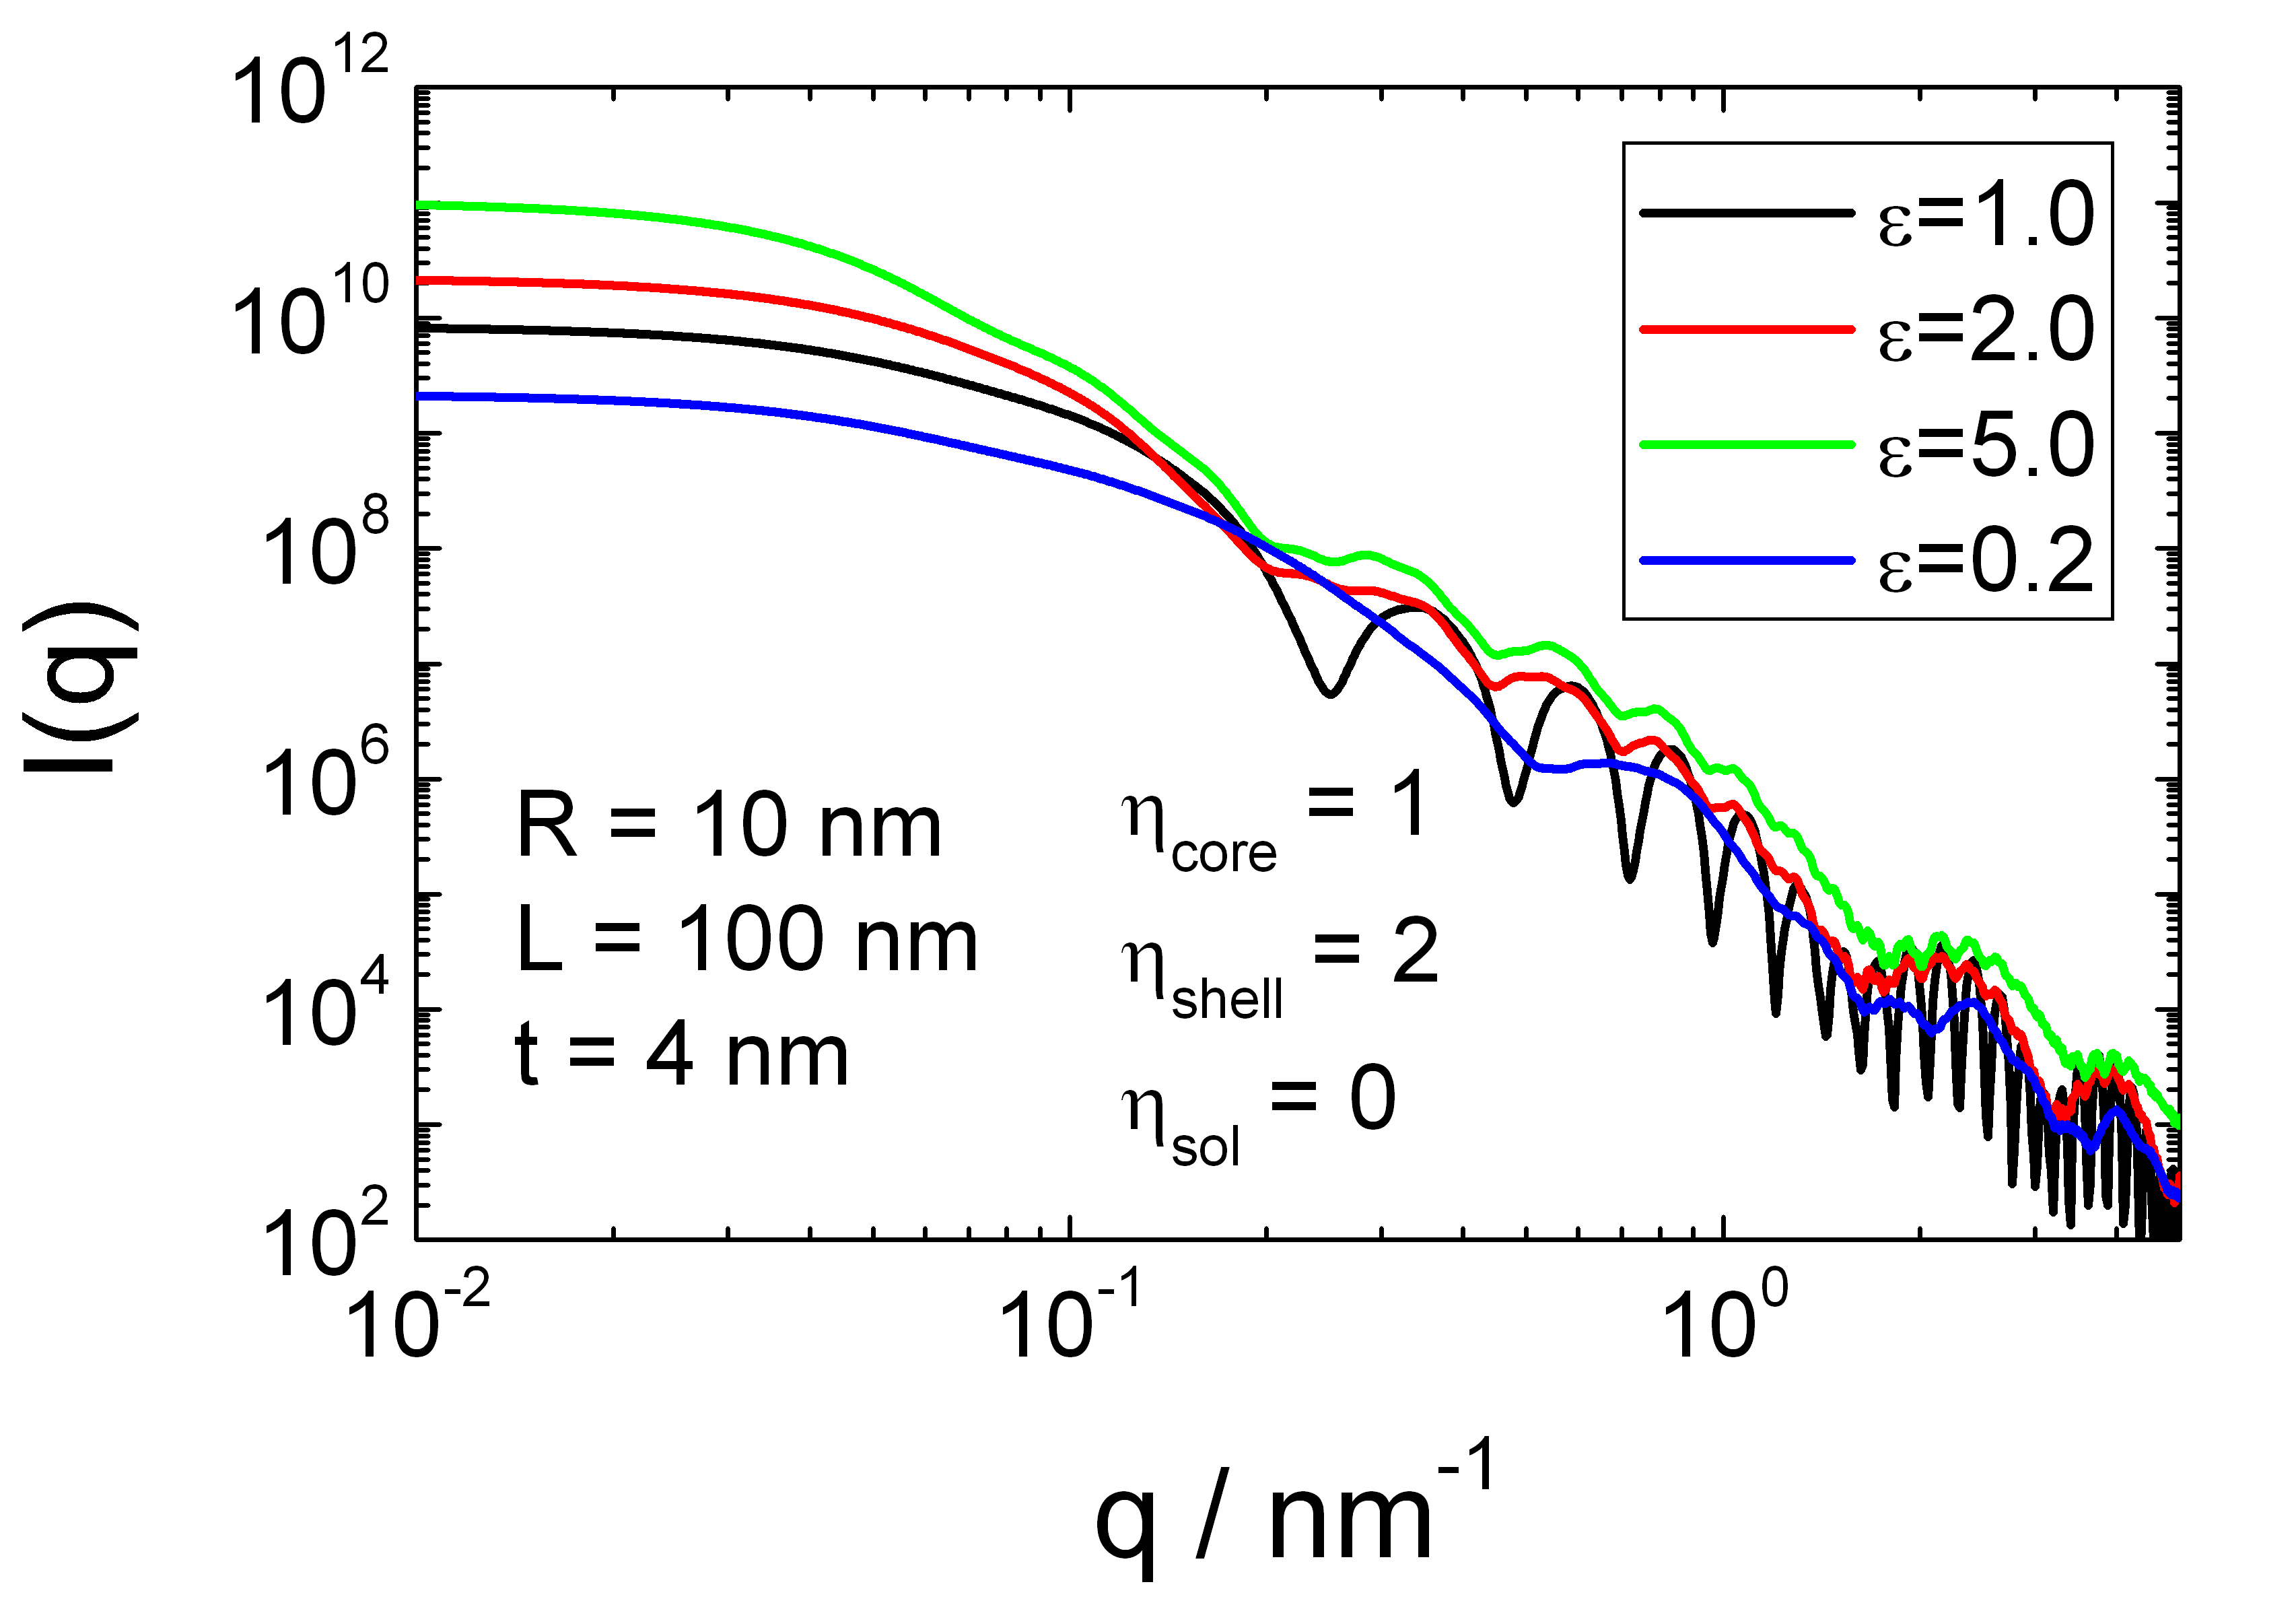 10^12
10^10
10^8
10^6
10^4
10^2
I(q)
ε=1.0
ε=2.0
ε=5.0
ε=0.2
R = 10 nm
L = 100 nm
t = 4 nm
η_core = 1
η_shell = 2
η_sol = 0
10^-2
10^-1
10^0
q / nm^-1